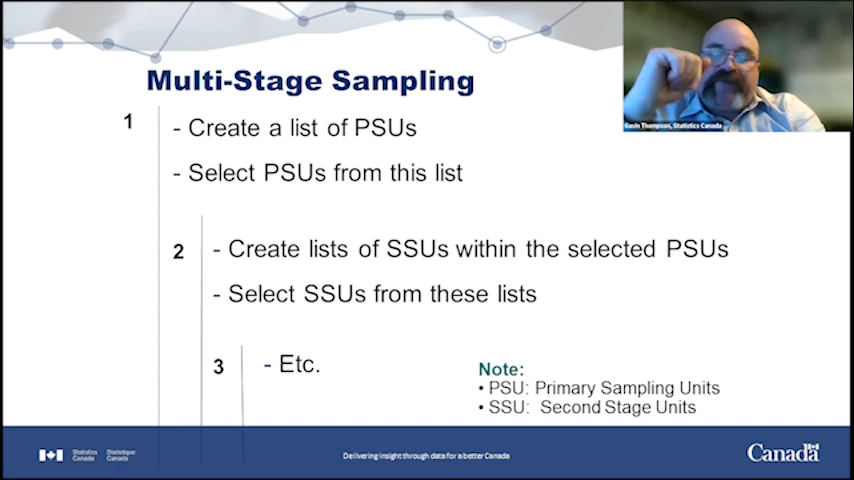 Multi-Stage Sampling
Gavin Thompson, Statistics Canada
1
- Create a list of PSUs
- Select PSUs from this list
2
- Create lists of SSUs within the selected PSUs
- Select SSUs from these lists
3
- Etc.
Note:
• PSU: Primary Sampling Units
• SSU: Second Stage Units
Statistics Canada
Statistique Canada
Delivering insight through data for a better Canada
Canada